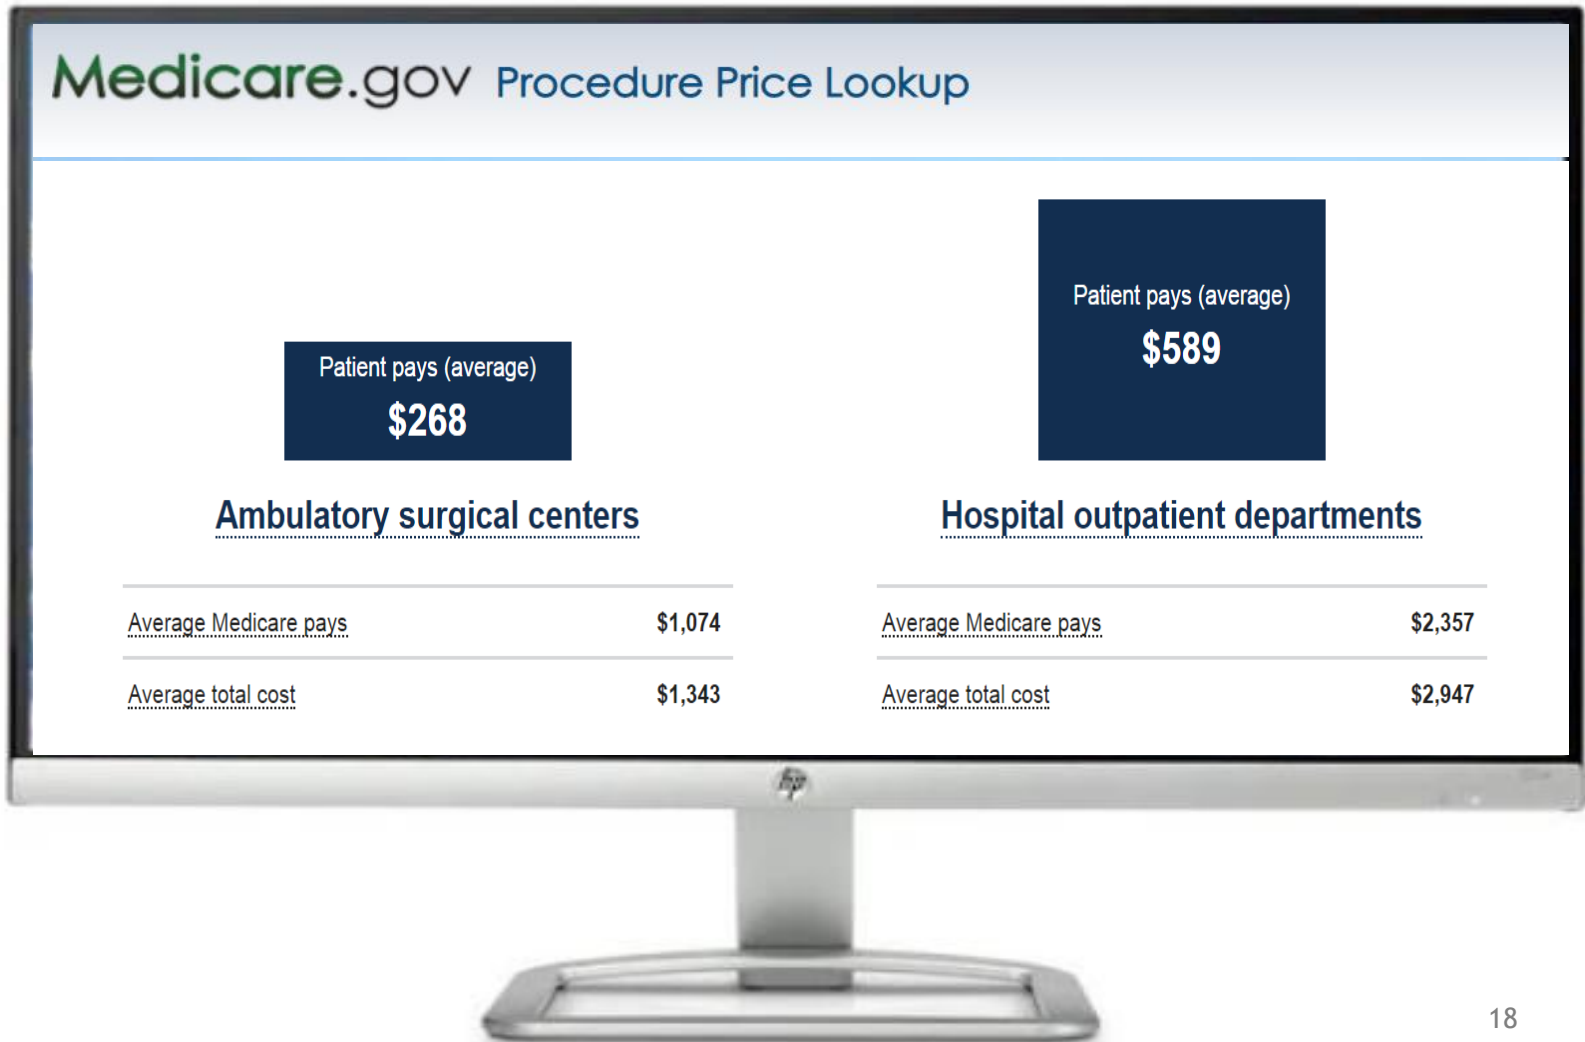 Medicare.gov Procedure Price Lookup
Patient pays (average)
$268
Ambulatory surgical centers
Average Medicare pays $1,074
Average total cost $1,343
Patient pays (average)
$589
Hospital outpatient departments
Average Medicare pays $2,357
Average total cost $2,947
hp
18